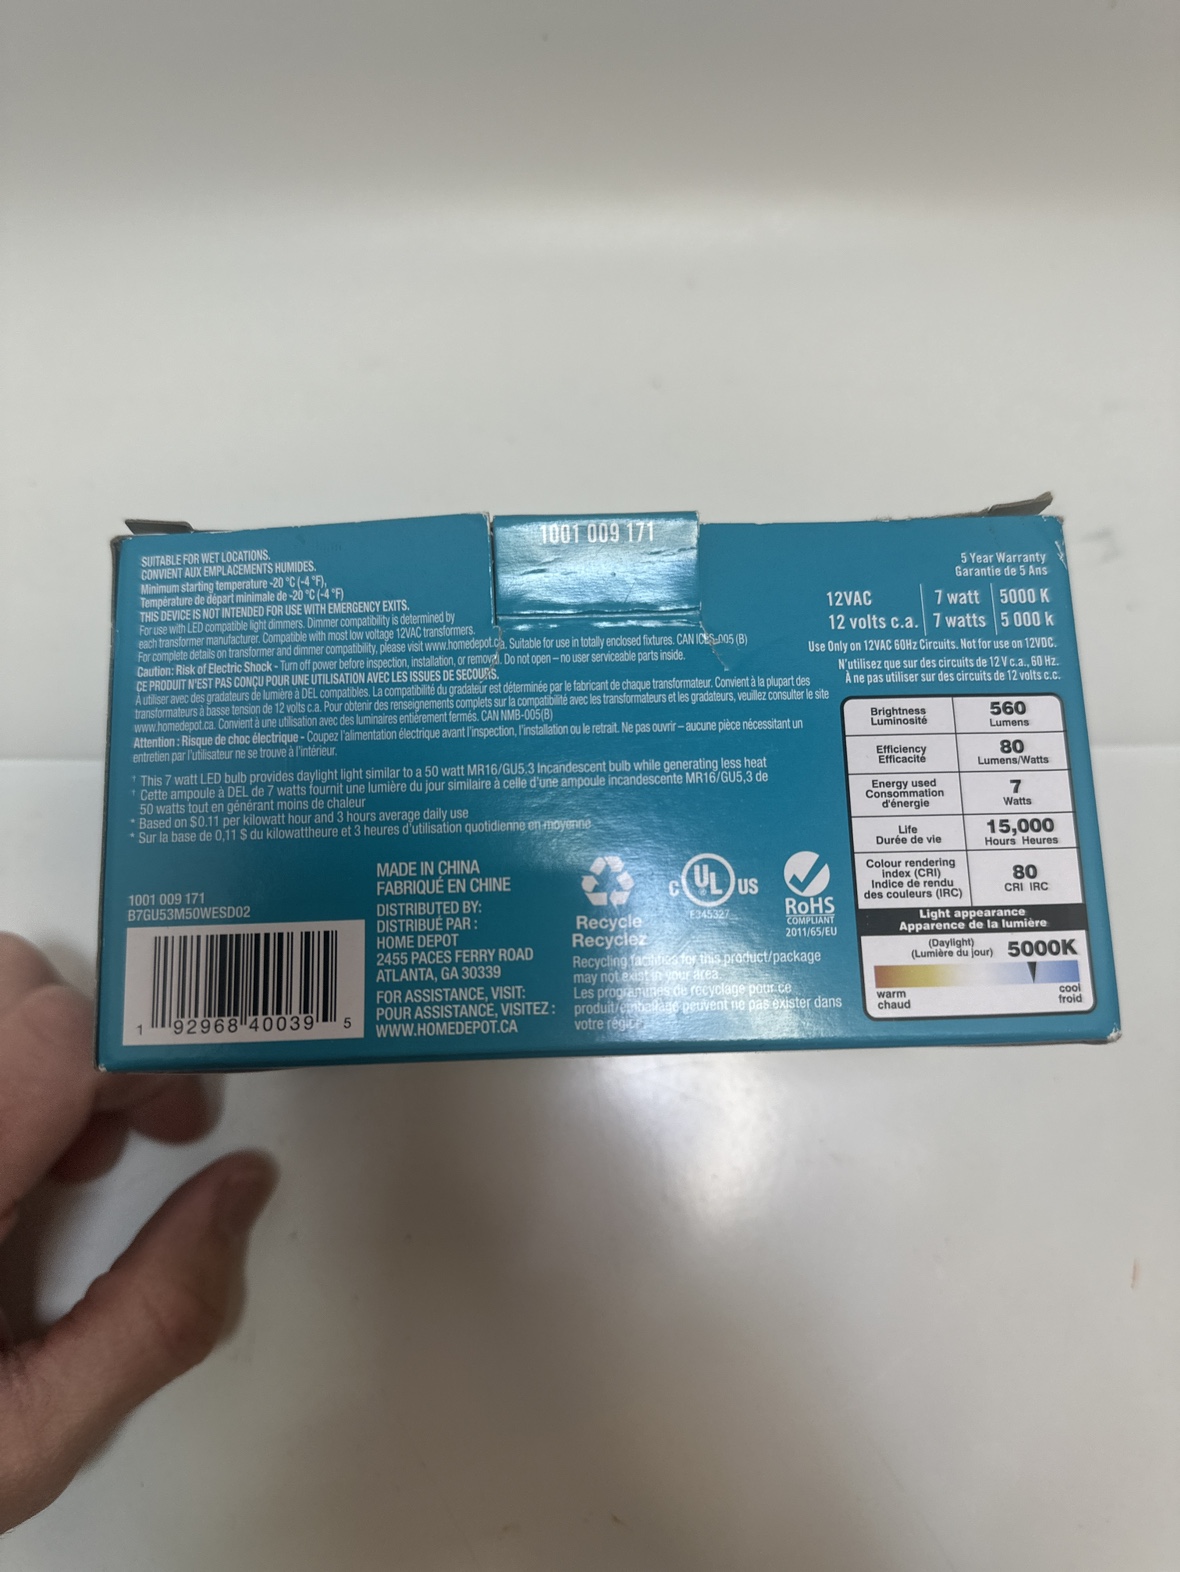 1001 009 171
SUITABLE FOR WET LOCATIONS.
CONVIENT AUX EMPLACEMENTS HUMIDES.
Minimum starting temperature -20 °C (-4 °F),
Température de départ minimale de -20 °C (-4 °F)
THIS DEVICE IS NOT INTENDED FOR USE WITH EMERGENCY EXITS.
For use with LED compatible light dimmers. Dimmer compatibility is determined by
each transformer manufacturer. Compatible with most low voltage 12VAC transformers.
For complete details on transformer and dimmer compatibility, please visit www.homedepot.ca. Suitable for use in totally enclosed fixtures. CAN ICES-005 (B)
Caution: Risk of Electric Shock - Turn off power before inspection, installation, or removal. Do not open – no user serviceable parts inside.
CE PRODUIT N'EST PAS CONÇU POUR UNE UTILISATION AVEC LES ISSUES DE SECOURS.
À utiliser avec des gradateurs de lumière à DEL compatibles. La compatibilité du gradateur est déterminée par le fabricant de chaque transformateur. Convient à la plupart des
transformateurs à basse tension de 12 volts c.a. Pour obtenir des renseignements complets sur la compatibilité avec les transformateurs et les gradateurs, veuillez consulter le site
www.homedepot.ca. Convient à une utilisation avec des luminaires entièrement fermés. CAN NMB-005(B)
Attention : Risque de choc électrique - Coupez l'alimentation électrique avant l'inspection, l'installation ou le retrait. Ne pas ouvrir – aucune pièce nécessitant un
entretien par l'utilisateur ne se trouve à l'intérieur.
† This 7 watt LED bulb provides daylight light similar to a 50 watt MR16/GU5.3 Incandescent bulb while generating less heat
† Cette ampoule à DEL de 7 watts fournit une lumière du jour similaire à celle d'une ampoule incandescente MR16/GU5,3 de
50 watts tout en générant moins de chaleur
* Based on $0.11 per kilowatt hour and 3 hours average daily use
* Sur la base de 0,11 $ du kilowattheure et 3 heures d'utilisation quotidienne en moyenne
5 Year Warranty
Garantie de 5 Ans
12VAC 7 watt 5000 K
12 volts c.a. 7 watts 5 000 k
Use Only on 12VAC 60Hz Circuits. Not for use on 12VDC.
N'utilisez que sur des circuits de 12 V c.a., 60 Hz.
À ne pas utiliser sur des circuits de 12 volts c.c.
Brightness 560
Luminosité Lumens
Efficiency 80
Efficacité Lumens/Watts
Energy used 7
Consommation Watts
d'énergie
Life 15,000
Durée de vie Hours Heures
Colour rendering
index (CRI) 80
Indice de rendu CRI IRC
des couleurs (IRC)
Light appearance
Apparence de la lumière
(Daylight) 5000K
(Lumière du jour)
warm cool
chaud froid
1001 009 171
B7GU53M50WESD02
1 92968 40039 5
MADE IN CHINA
FABRIQUÉ EN CHINE
DISTRIBUTED BY:
DISTRIBUÉ PAR :
HOME DEPOT
2455 PACES FERRY ROAD
ATLANTA, GA 30339
FOR ASSISTANCE, VISIT:
POUR ASSISTANCE, VISITEZ :
WWW.HOMEDEPOT.CA
Recycle
Recyclez
Recycling facilities for this product/package
may not exist in your area.
Les programmes de recyclage pour ce
produit/emballage peuvent ne pas exister dans
votre région.
C UL US
E345327
RoHS
COMPLIANT
2011/65/EU